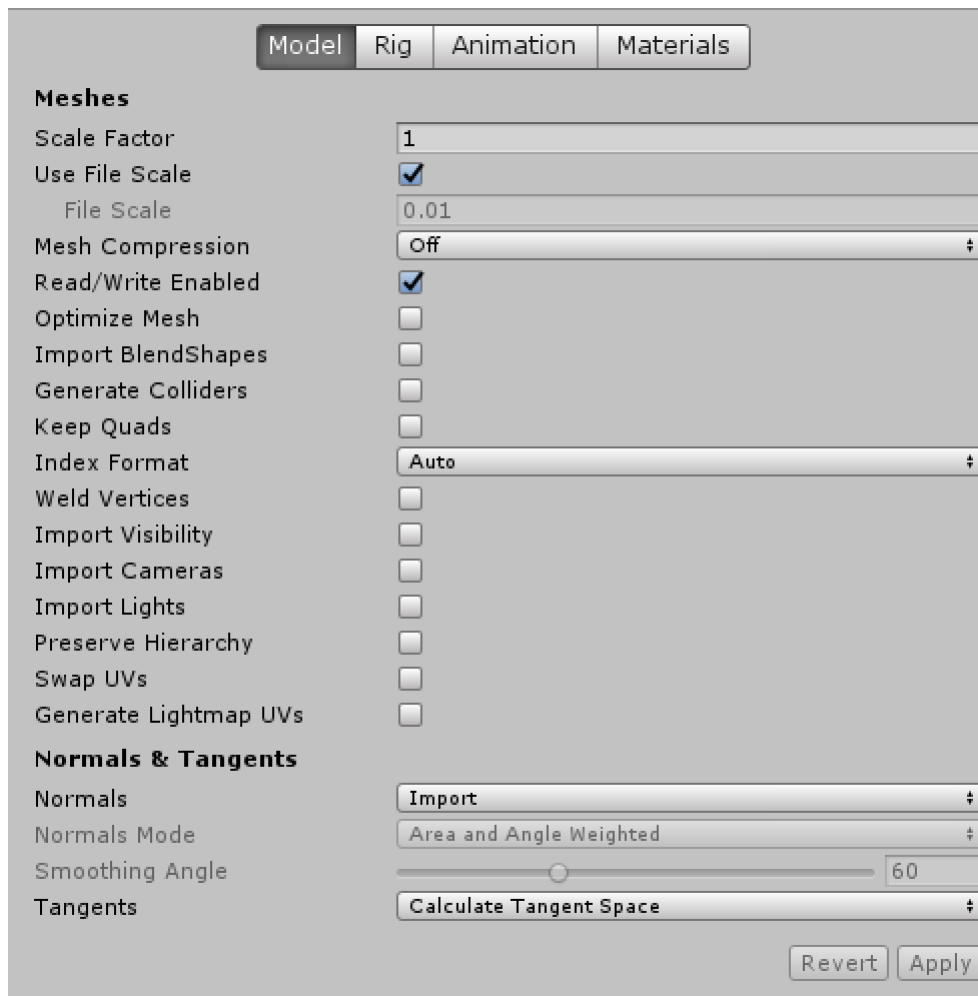 Model Rig Animation Materials
Meshes
Scale Factor 1
Use File Scale
File Scale 0.01
Mesh Compression Off
Read/Write Enabled
Optimize Mesh
Import BlendShapes
Generate Colliders
Keep Quads
Index Format Auto
Weld Vertices
Import Visibility
Import Cameras
Import Lights
Preserve Hierarchy
Swap UVs
Generate Lightmap UVs
Normals & Tangents
Normals Import
Normals Mode Area and Angle Weighted
Smoothing Angle 60
Tangents Calculate Tangent Space
Revert Apply